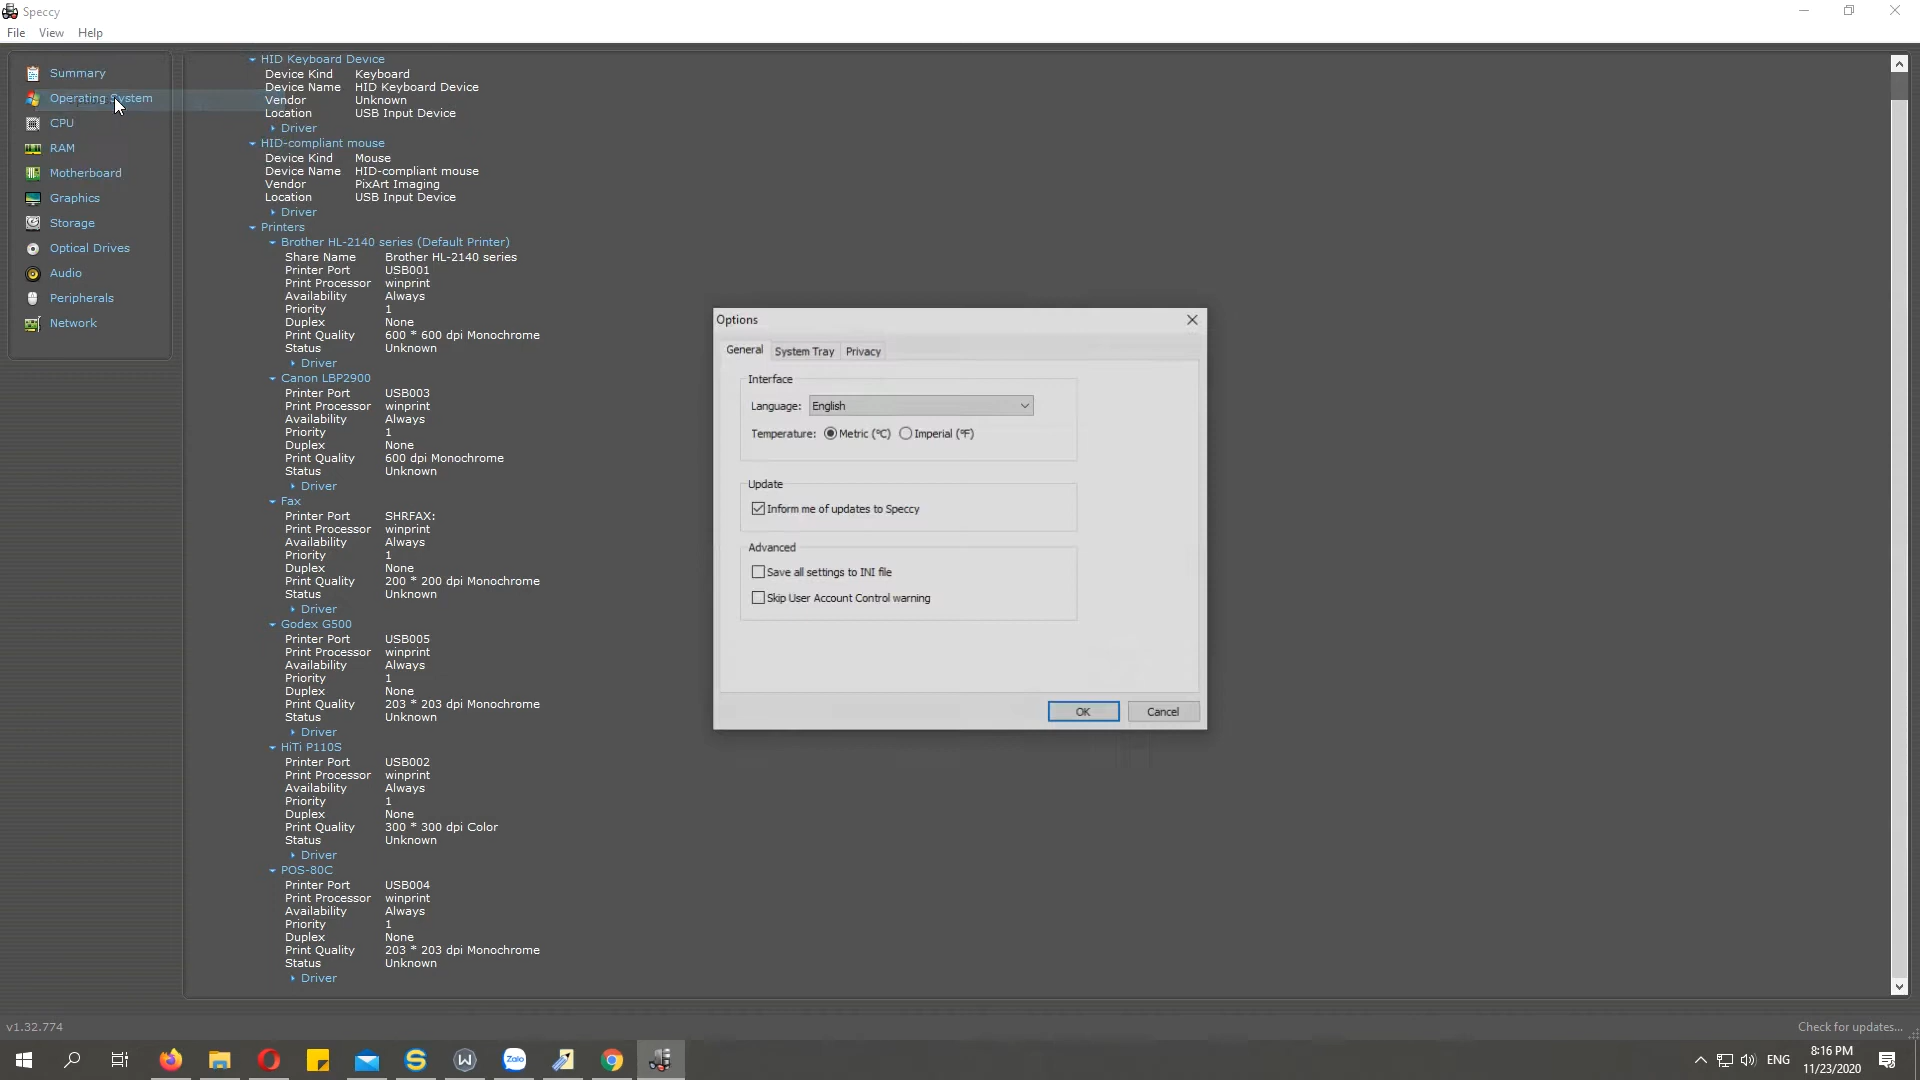 Speccy
File View Help
Summary
Operating System
CPU
RAM
Motherboard
Graphics
Storage
Optical Drives
Audio
Peripherals
Network
HID Keyboard Device
Device Kind Keyboard
Device Name HID Keyboard Device
Vendor Unknown
Location USB Input Device
Driver
HID-compliant mouse
Device Kind Mouse
Device Name HID-compliant mouse
Vendor PixArt Imaging
Location USB Input Device
Driver
Printers
Brother HL-2140 series (Default Printer)
Share Name Brother HL-2140 series
Printer Port USB001
Print Processor winprint
Availability Always
Priority 1
Duplex None
Print Quality 600 * 600 dpi Monochrome
Status Unknown
Driver
Canon LBP2900
Printer Port USB003
Print Processor winprint
Availability Always
Priority 1
Duplex None
Print Quality 600 dpi Monochrome
Status Unknown
Driver
Fax
Printer Port SHRFAX:
Print Processor winprint
Availability Always
Priority 1
Duplex None
Print Quality 200 * 200 dpi Monochrome
Status Unknown
Driver
Godex G500
Printer Port USB005
Print Processor winprint
Availability Always
Priority 1
Duplex None
Print Quality 203 * 203 dpi Monochrome
Status Unknown
Driver
HiTi P110S
Printer Port USB002
Print Processor winprint
Availability Always
Priority 1
Duplex None
Print Quality 300 * 300 dpi Color
Status Unknown
Driver
POS-80C
Printer Port USB004
Print Processor winprint
Availability Always
Priority 1
Duplex None
Print Quality 203 * 203 dpi Monochrome
Status Unknown
Driver
Options
General System Tray Privacy
Interface
Language: English
Temperature: Metric (°C) Imperial (°F)
Update
Inform me of updates to Speccy
Advanced
Save all settings to INI file
Skip User Account Control warning
OK Cancel
v1.32.774 Check for updates...
Zalo
ENG
8:16 PM
11/23/2020